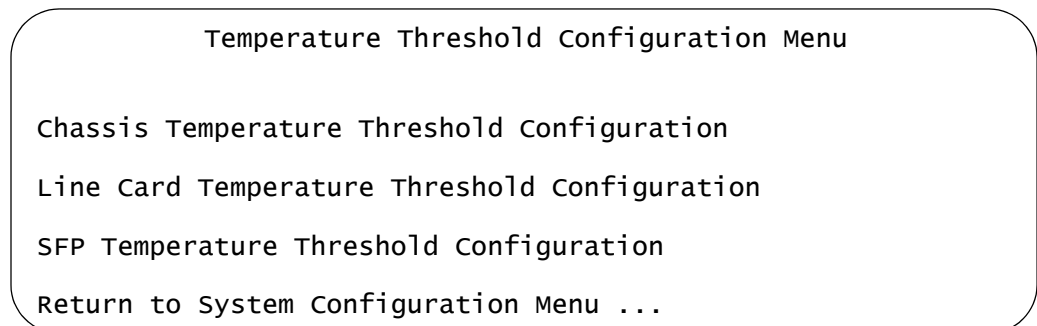 Temperature Threshold Configuration Menu
Chassis Temperature Threshold Configuration
Line Card Temperature Threshold Configuration
SFP Temperature Threshold Configuration
Return to System Configuration Menu ...